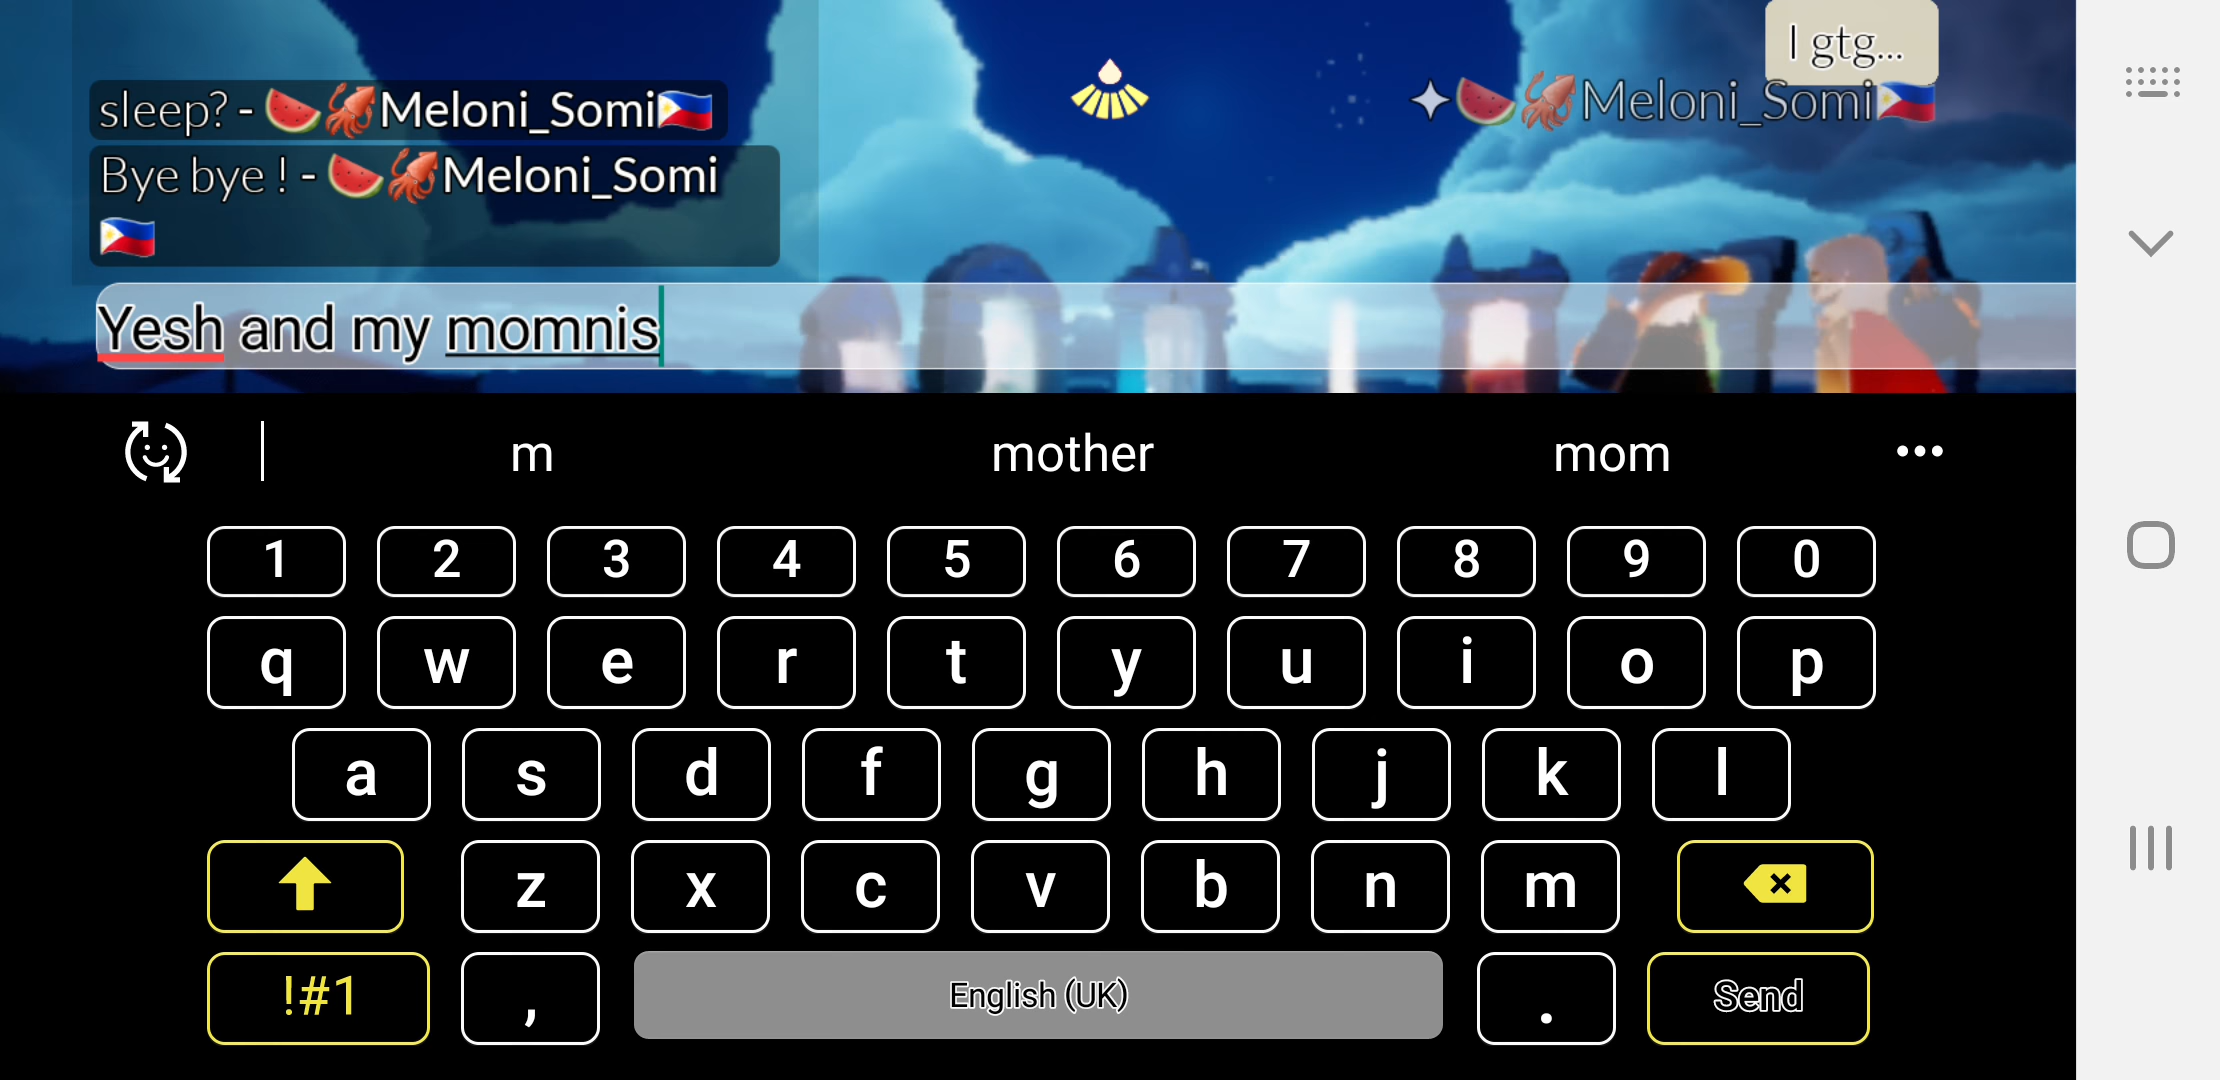 I gtg...
sleep? - 🍉🦑Meloni_Somi🇵🇭
✦🍉🦑Meloni_Somi🇵🇭
Bye bye ! - 🍉🦑Meloni_Somi
🇵🇭
Yesh and my momnis
m mother mom
1 2 3 4 5 6 7 8 9 0
q w e r t y u i o p
a s d f g h j k l
z x c v b n m
!#1 , English (UK) . Send